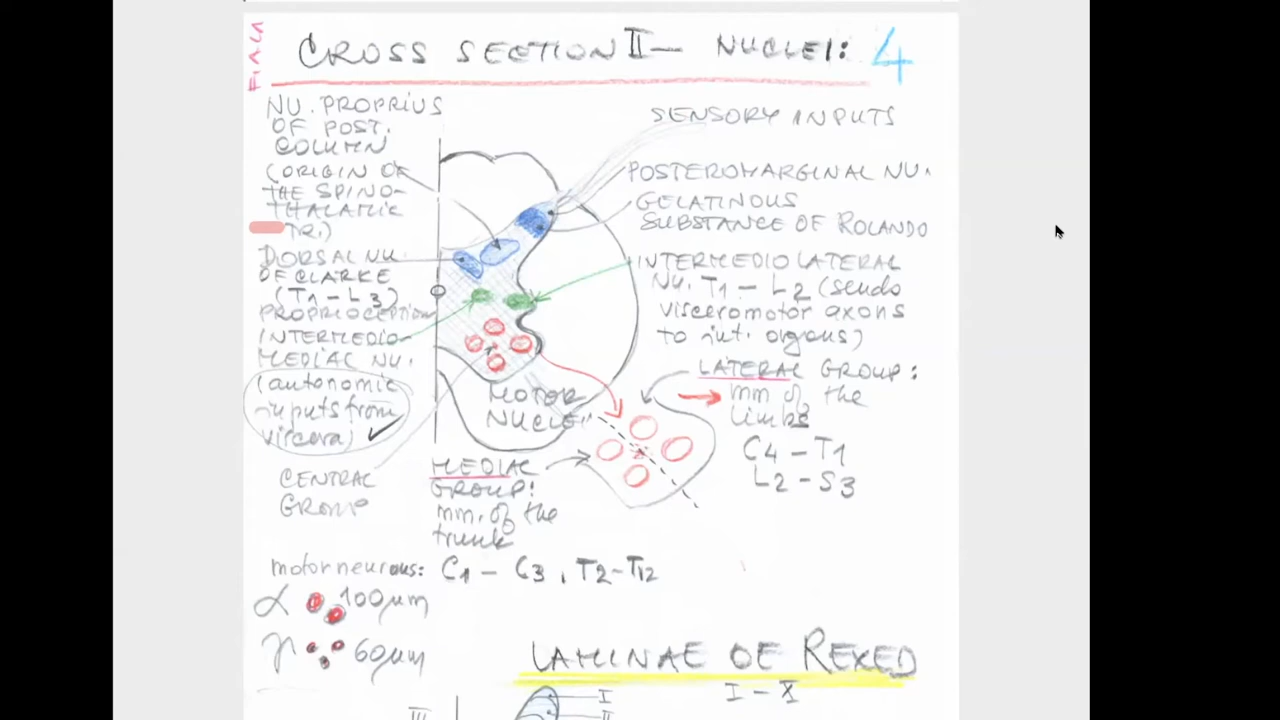 FIALA
CROSS SECTION II — NUCLEI: 4
NU. PROPRIUS
OF POST.
COLUMN
(ORIGIN OF
THE SPINO-
THALAMIC
TR.)
DORSAL NU.
OF CLARKE
(T1 – L3)
PROPRIOCEPTION
INTERMEDIO-
MEDIAL NU.
(autonomic
inputs from
viscera)
CENTRAL
GROUP
SENSORY INPUTS
POSTEROMARGINAL NU.
GELATINOUS
SUBSTANCE OF ROLANDO
INTERMEDIOLATERAL
NU. T1 – L2 (sends
visceromotor axons
to int. organs)
LATERAL GROUP:
mm of the
limbs
C4 – T1
L2 – S3
MOTOR
NUCLEI
MEDIAL
GROUP:
mm. of the
trunk
motorneurons: C1 – C3, T2–T12
α 100μm
γ 60μm
LAMINAE OF REXED
I – X
I
II
III